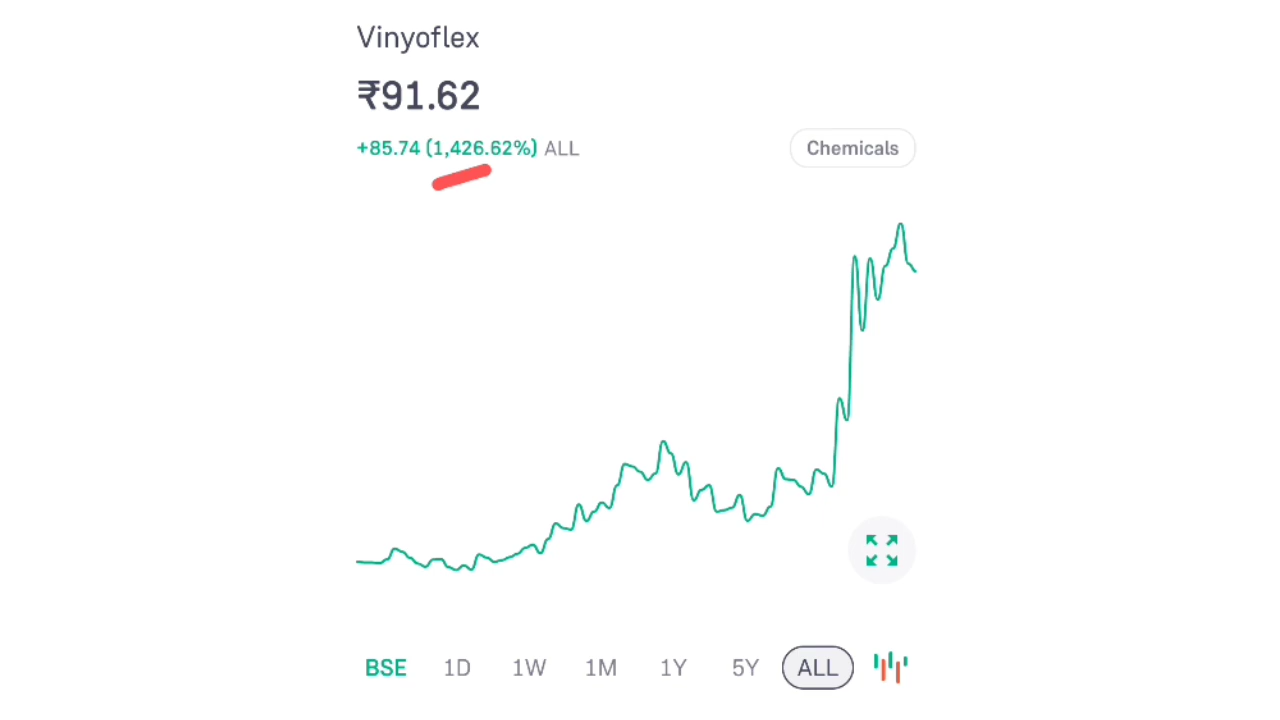 Vinyoflex
₹91.62
+85.74 (1,426.62%) ALL
Chemicals
BSE 1D 1W 1M 1Y 5Y ALL